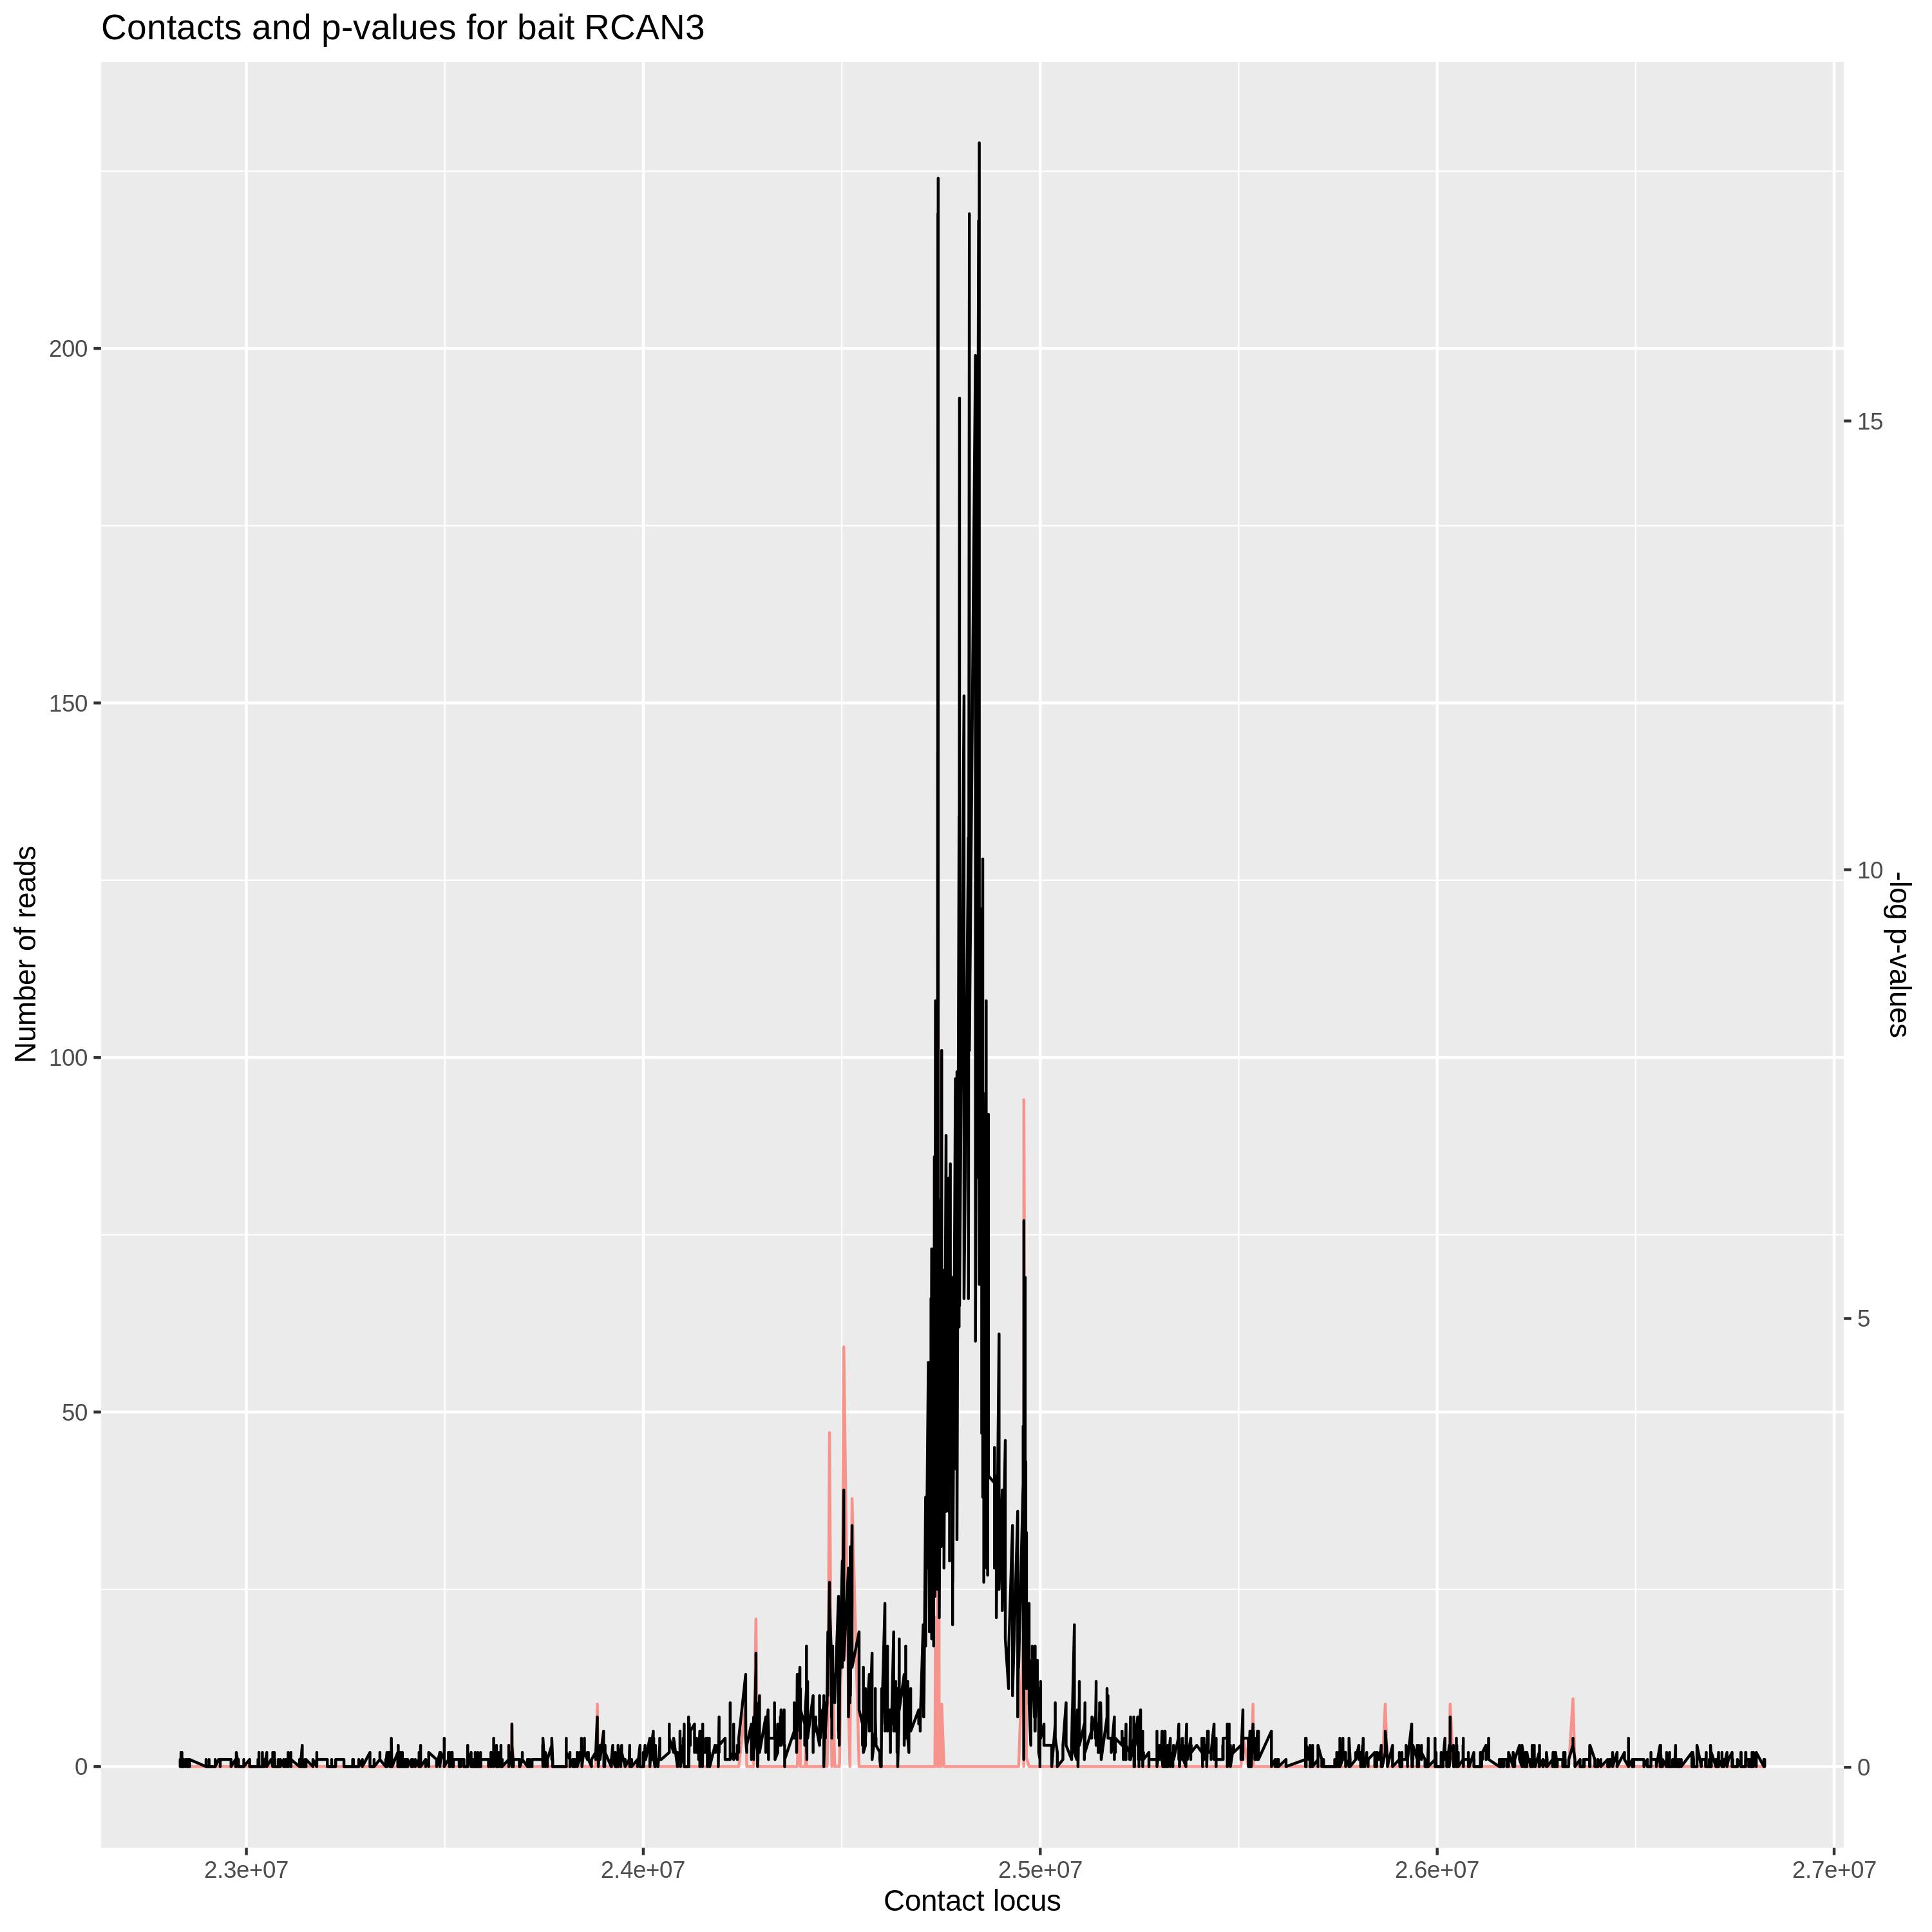 Contacts and p-values for bait RCAN3
200
150
100
50
0
Number of reads
15
10
5
0
-log p-values
2.3e+07
2.4e+07
2.5e+07
2.6e+07
2.7e+07
Contact locus